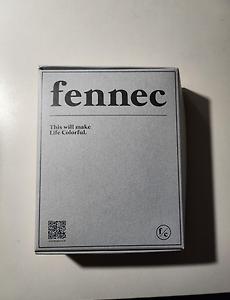 fennec
This will make
Life Colorful.
f/c